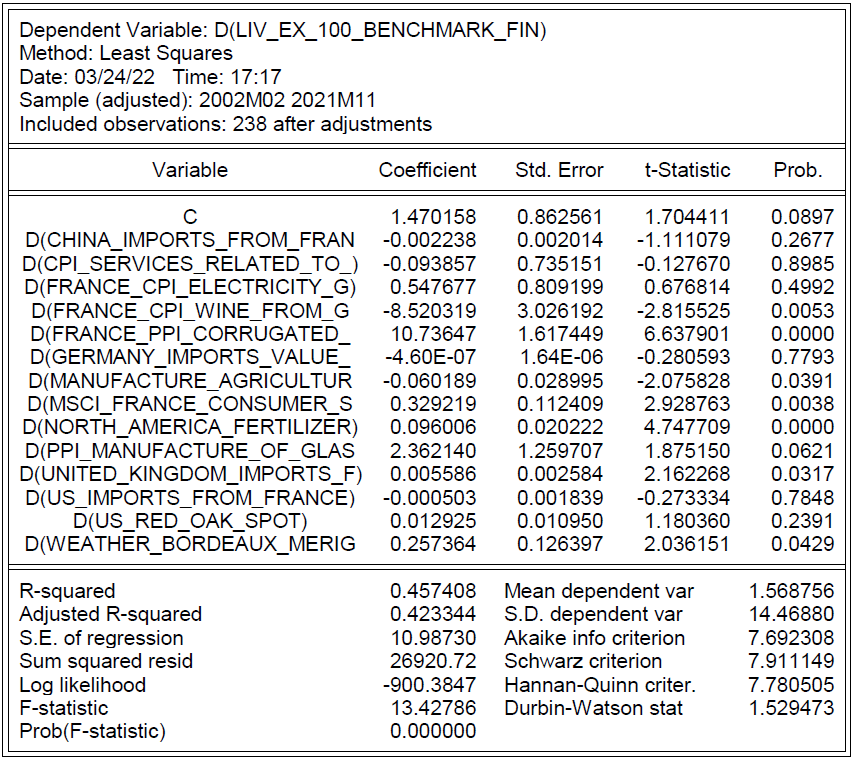 Dependent Variable: D(LIV_EX_100_BENCHMARK_FIN)
Method: Least Squares
Date: 03/24/22 Time: 17:17
Sample (adjusted): 2002M02 2021M11
Included observations: 238 after adjustments
Variable Coefficient Std. Error t-Statistic Prob.
C 1.470158 0.862561 1.704411 0.0897
D(CHINA_IMPORTS_FROM_FRAN -0.002238 0.002014 -1.111079 0.2677
D(CPI_SERVICES_RELATED_TO_) -0.093857 0.735151 -0.127670 0.8985
D(FRANCE_CPI_ELECTRICITY_G) 0.547677 0.809199 0.676814 0.4992
D(FRANCE_CPI_WINE_FROM_G -8.520319 3.026192 -2.815525 0.0053
D(FRANCE_PPI_CORRUGATED_ 10.73647 1.617449 6.637901 0.0000
D(GERMANY_IMPORTS_VALUE_ -4.60E-07 1.64E-06 -0.280593 0.7793
D(MANUFACTURE_AGRICULTUR -0.060189 0.028995 -2.075828 0.0391
D(MSCI_FRANCE_CONSUMER_S 0.329219 0.112409 2.928763 0.0038
D(NORTH_AMERICA_FERTILIZER) 0.096006 0.020222 4.747709 0.0000
D(PPI_MANUFACTURE_OF_GLAS 2.362140 1.259707 1.875150 0.0621
D(UNITED_KINGDOM_IMPORTS_F) 0.005586 0.002584 2.162268 0.0317
D(US_IMPORTS_FROM_FRANCE) -0.000503 0.001839 -0.273334 0.7848
D(US_RED_OAK_SPOT) 0.012925 0.010950 1.180360 0.2391
D(WEATHER_BORDEAUX_MERIG 0.257364 0.126397 2.036151 0.0429
R-squared 0.457408 Mean dependent var 1.568756
Adjusted R-squared 0.423344 S.D. dependent var 14.46880
S.E. of regression 10.98730 Akaike info criterion 7.692308
Sum squared resid 26920.72 Schwarz criterion 7.911149
Log likelihood -900.3847 Hannan-Quinn criter. 7.780505
F-statistic 13.42786 Durbin-Watson stat 1.529473
Prob(F-statistic) 0.000000